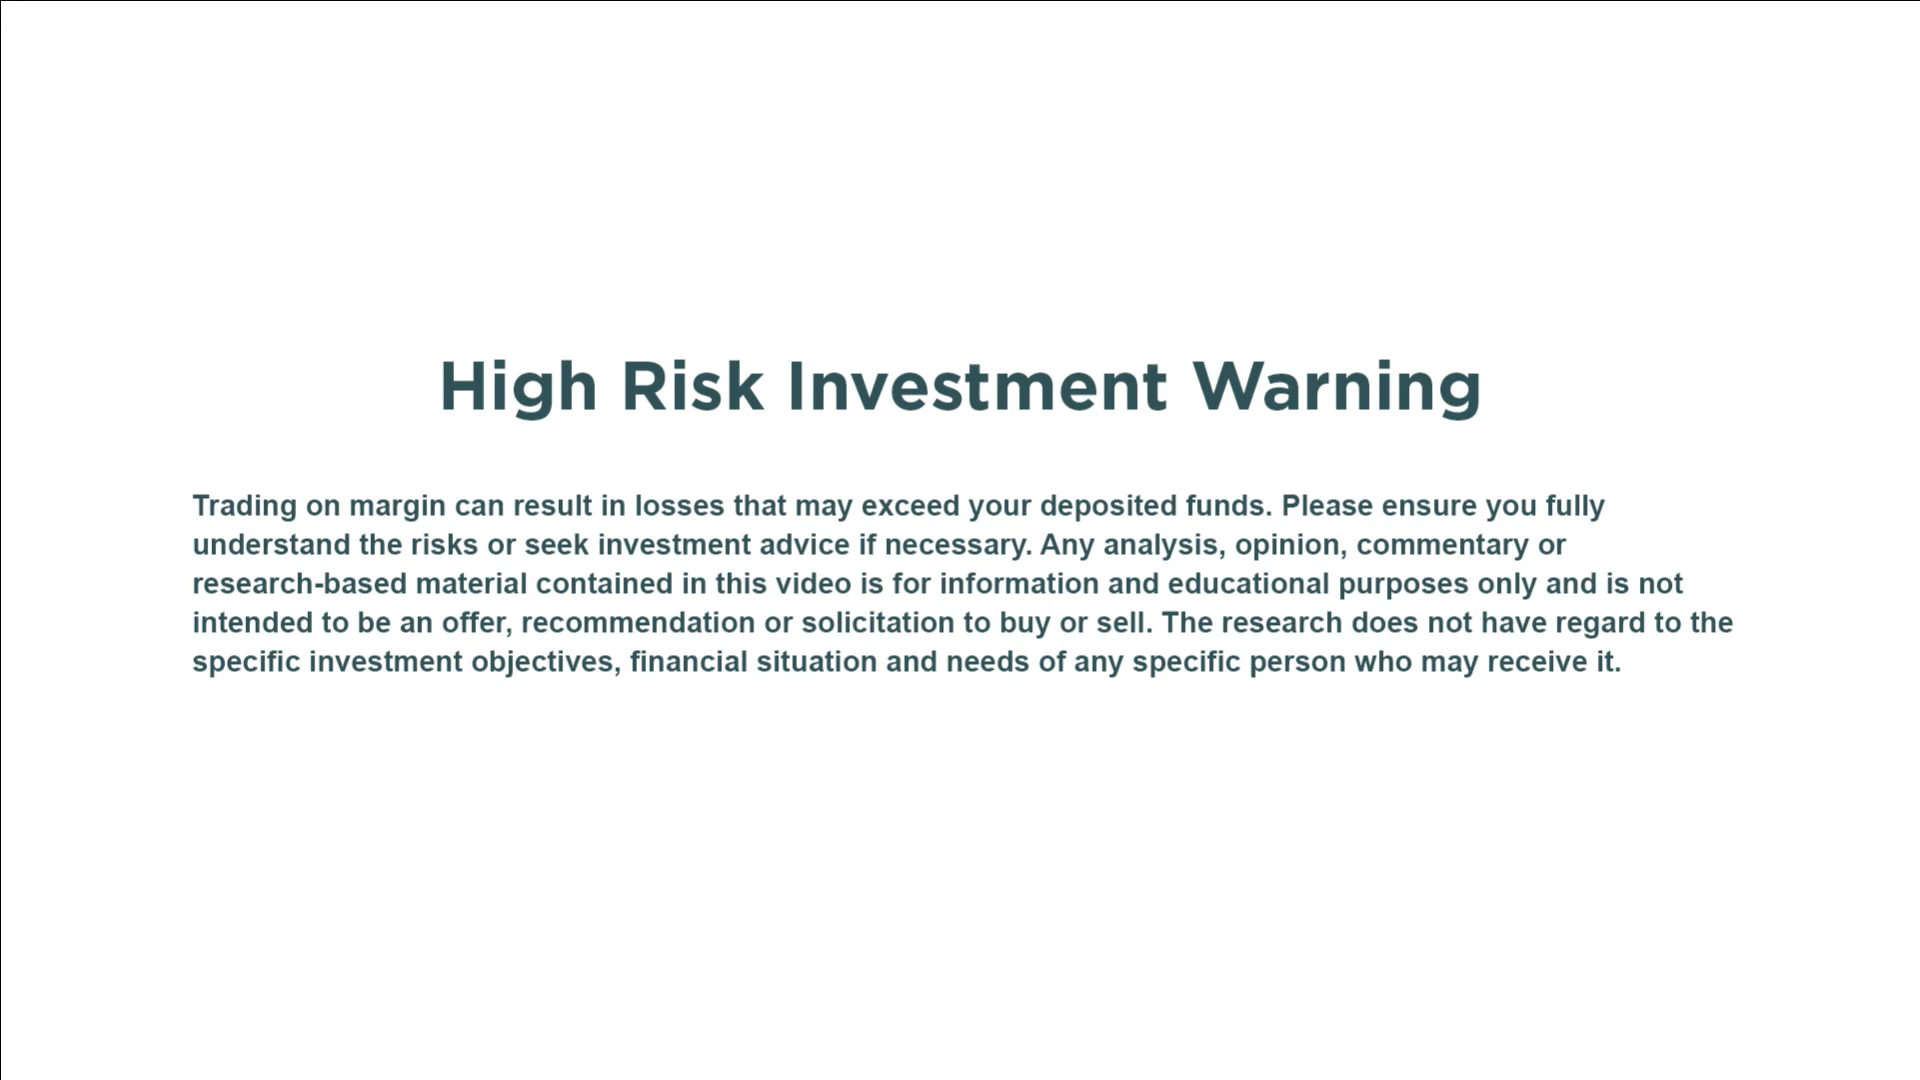 High Risk Investment Warning
Trading on margin can result in losses that may exceed your deposited funds. Please ensure you fully
understand the risks or seek investment advice if necessary. Any analysis, opinion, commentary or
research-based material contained in this video is for information and educational purposes only and is not
intended to be an offer, recommendation or solicitation to buy or sell. The research does not have regard to the
specific investment objectives, financial situation and needs of any specific person who may receive it.